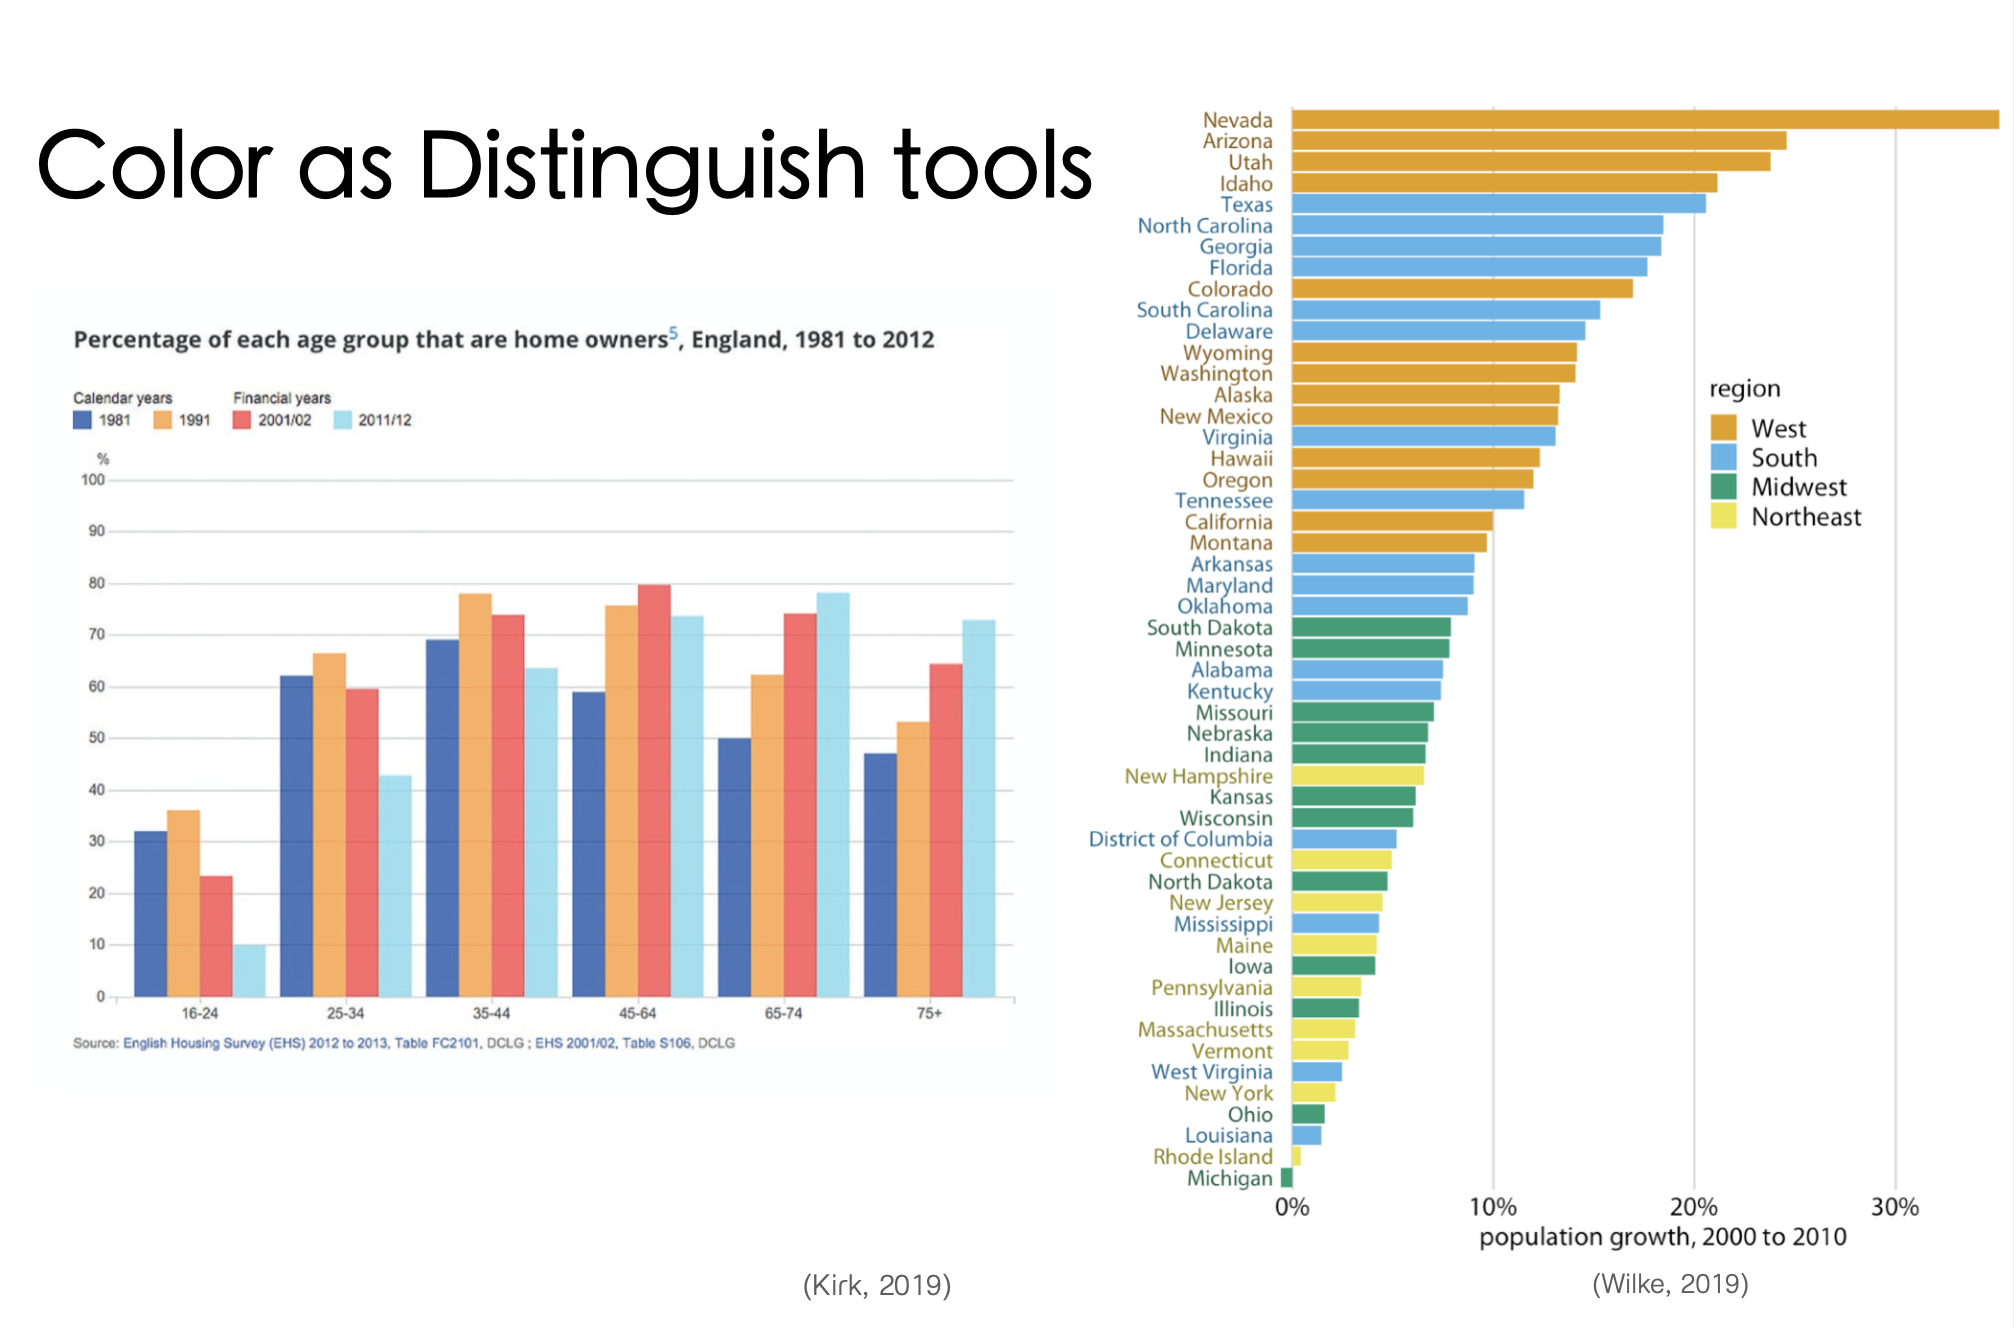 Color as Distinguish tools
Percentage of each age group that are home owners5, England, 1981 to 2012
Calendar years Financial years
1981 1991 2001/02 2011/12
%
100
90
80
70
60
50
40
30
20
10
0
16-24 25-34 35-44 45-64 65-74 75+
Source: English Housing Survey (EHS) 2012 to 2013, Table FC2101, DCLG ; EHS 2001/02, Table S106, DCLG
(Kirk, 2019)
Nevada
Arizona
Utah
Idaho
Texas
North Carolina
Georgia
Florida
Colorado
South Carolina
Delaware
Wyoming
Washington
Alaska
New Mexico
Virginia
Hawaii
Oregon
Tennessee
California
Montana
Arkansas
Maryland
Oklahoma
South Dakota
Minnesota
Alabama
Kentucky
Missouri
Nebraska
Indiana
New Hampshire
Kansas
Wisconsin
District of Columbia
Connecticut
North Dakota
New Jersey
Mississippi
Maine
Iowa
Pennsylvania
Illinois
Massachusetts
Vermont
West Virginia
New York
Ohio
Louisiana
Rhode Island
Michigan
region
West
South
Midwest
Northeast
0% 10% 20% 30%
population growth, 2000 to 2010
(Wilke, 2019)